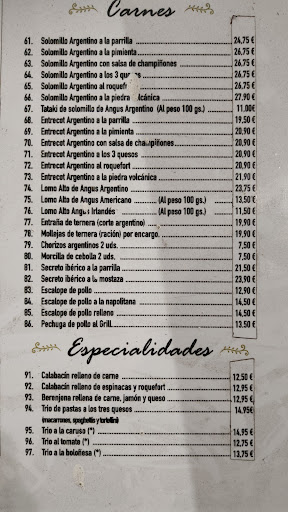 Carnes
61. Solomillo Argentino a la parrilla 24,75 €
62. Solomillo Argentino a la pimienta 26,75 €
63. Solomillo Argentino con salsa de champiñones 26,75 €
64. Solomillo Argentino a los 3 quesos 26,75 €
65. Solomillo Argentino al roquefort 26,75 €
66. Solomillo Argentino a la piedra volcánica 27,90 €
67. Tataki de solomillo de Angus Argentino (Al peso 100 gs.) 11,00€
68. Entrecot Argentino a la parrilla 19,50 €
69. Entrecot Argentino a la pimienta 20,90 €
70. Entrecot Argentino con salsa de champiñones 20,90 €
71. Entrecot Argentino a los 3 quesos 20,90 €
72. Entrecot Argentino al roquefort 20,90 €
73. Entrecot Argentino a la piedra volcánica 21,90 €
74. Lomo Alto de Angus Argentino 23,75 €
75. Lomo Alto de Angus Americano (Al peso 100 gs.) 13,50 €
76. Lomo Alto Angus Irlandés (Al peso 100 gs.) 11,50 €
77. Entraña de ternera (corte argentino) 19,90 €
78. Mollejas de ternera (ración) por encargo 19,90 €
79. Chorizos argentinos 2 uds. 7,50 €
80. Morcilla de cebolla 2 uds. 7,50 €
81. Secreto ibérico a la parrilla 21,50 €
82. Secreto ibérico a la mostaza 23,90 €
83. Escalope de pollo 12,90 €
84. Escalope de pollo a la napolitana 14,50 €
85. Escalope de pollo relleno 14,50 €
86. Pechuga de pollo al Grill 13,50 €
Especialidades
91. Calabacín relleno de carne 12,50 €
92. Calabacín relleno de espinacas y roquefort 12,75 €
93. Berenjena rellena de carne, jamón y queso 12,95 €
94. Trio de pastas a los tres quesos 14,95€
(macarrones, spaghettis y tortellini)
95. Trio a la caruso (*) 14,95 €
96. Trio al tomate (*) 12,75 €
97. Trio a la boloñesa (*) 13,75 €